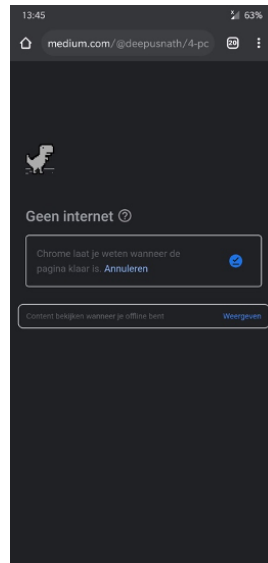 13:45 63%
medium.com/@deepusnath/4-pc 20
Geen internet
Chrome laat je weten wanneer de
pagina klaar is. Annuleren
Content bekijken wanneer je offline bent Weergeven